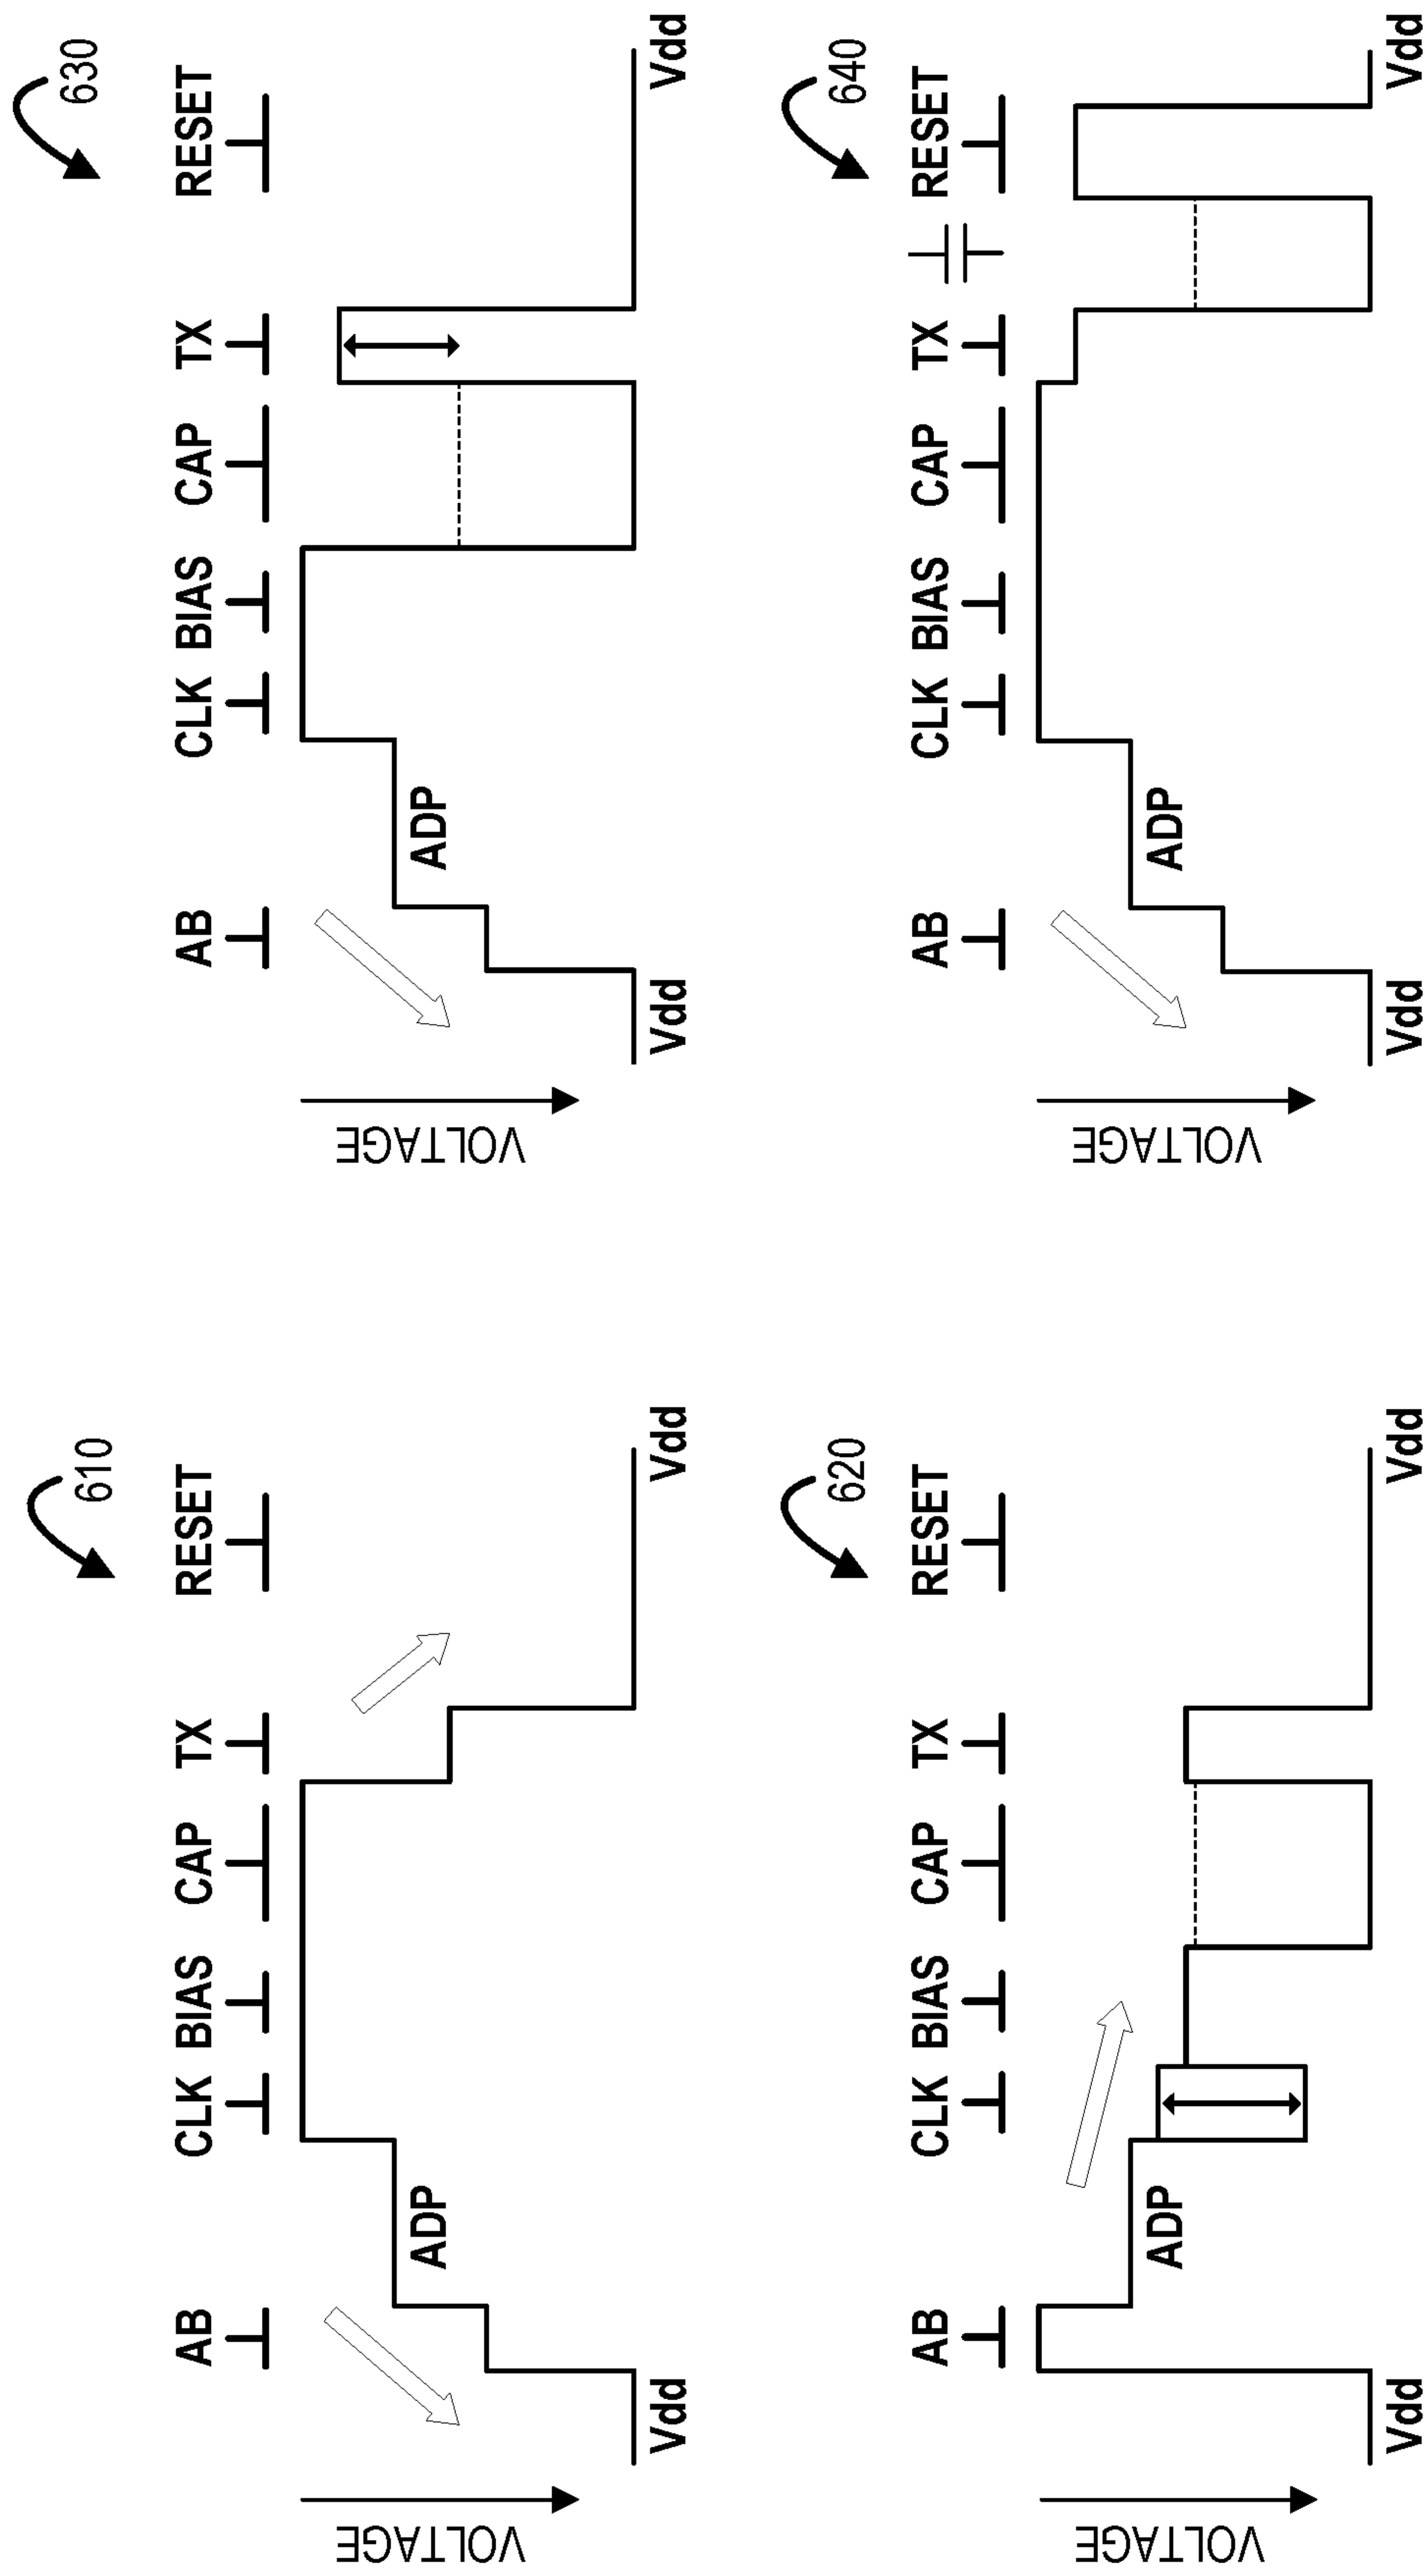 610
AB CLK BIAS CAP TX RESET
VOLTAGE
ADP
Vdd Vdd
630
AB CLK BIAS CAP TX RESET
VOLTAGE
ADP
Vdd Vdd
620
AB CLK BIAS CAP TX RESET
VOLTAGE
ADP
Vdd Vdd
640
AB CLK BIAS CAP TX RESET
VOLTAGE
ADP
Vdd Vdd